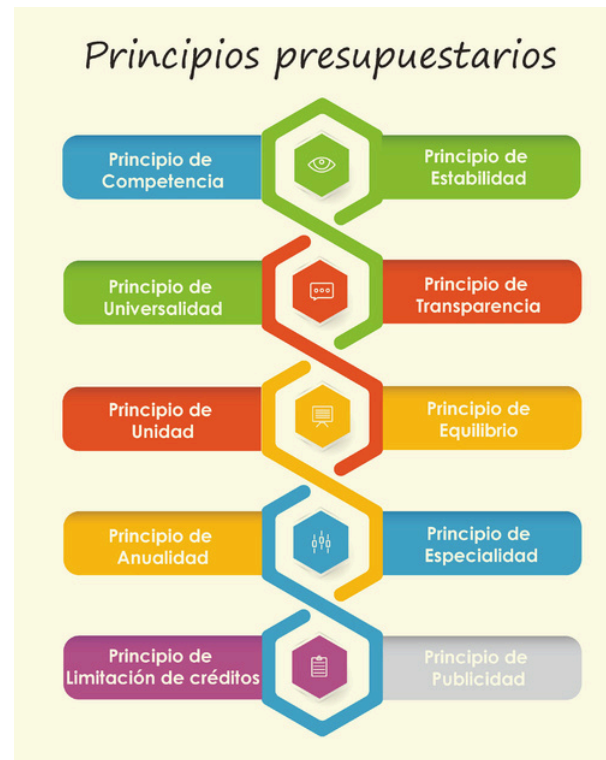 Principios presupuestarios
Principio de
Competencia
Principio de
Estabilidad
Principio de
Universalidad
Principio de
Transparencia
Principio de
Unidad
Principio de
Equilibrio
Principio de
Anualidad
Principio de
Especialidad
Principio de
Limitación de créditos
Principio de
Publicidad